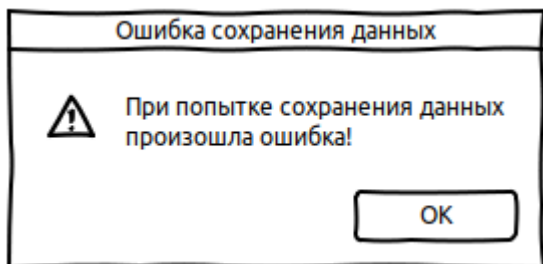 Ошибка сохранения данных
При попытке сохранения данных
произошла ошибка!
OK